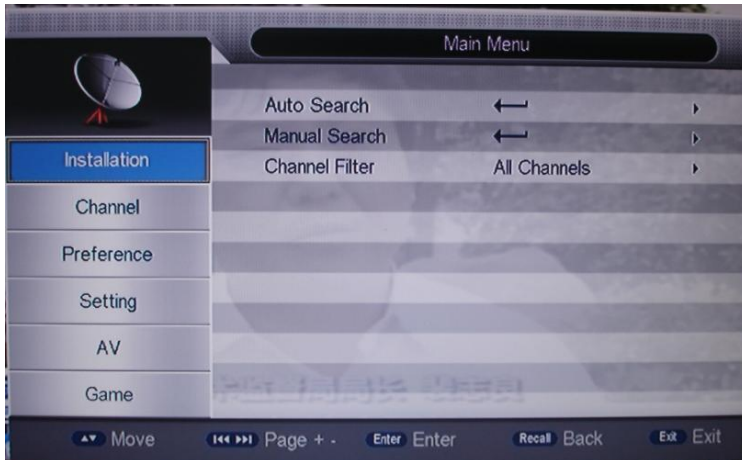 Main Menu
Auto Search
Manual Search
Channel Filter All Channels
Installation
Channel
Preference
Setting
AV
Game
Move Page + - Enter Enter Recall Back Exit Exit